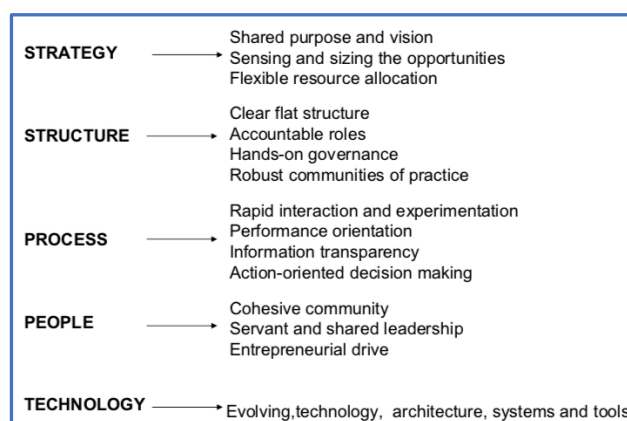 Shared purpose and vision
STRATEGY Sensing and sizing the opportunities
Flexible resource allocation
Clear flat structure
STRUCTURE Accountable roles
Hands-on governance
Robust communities of practice
Rapid interaction and experimentation
PROCESS Performance orientation
Information transparency
Action-oriented decision making
Cohesive community
PEOPLE Servant and shared leadership
Entrepreneurial drive
TECHNOLOGY Evolving,technology, architecture, systems and tools